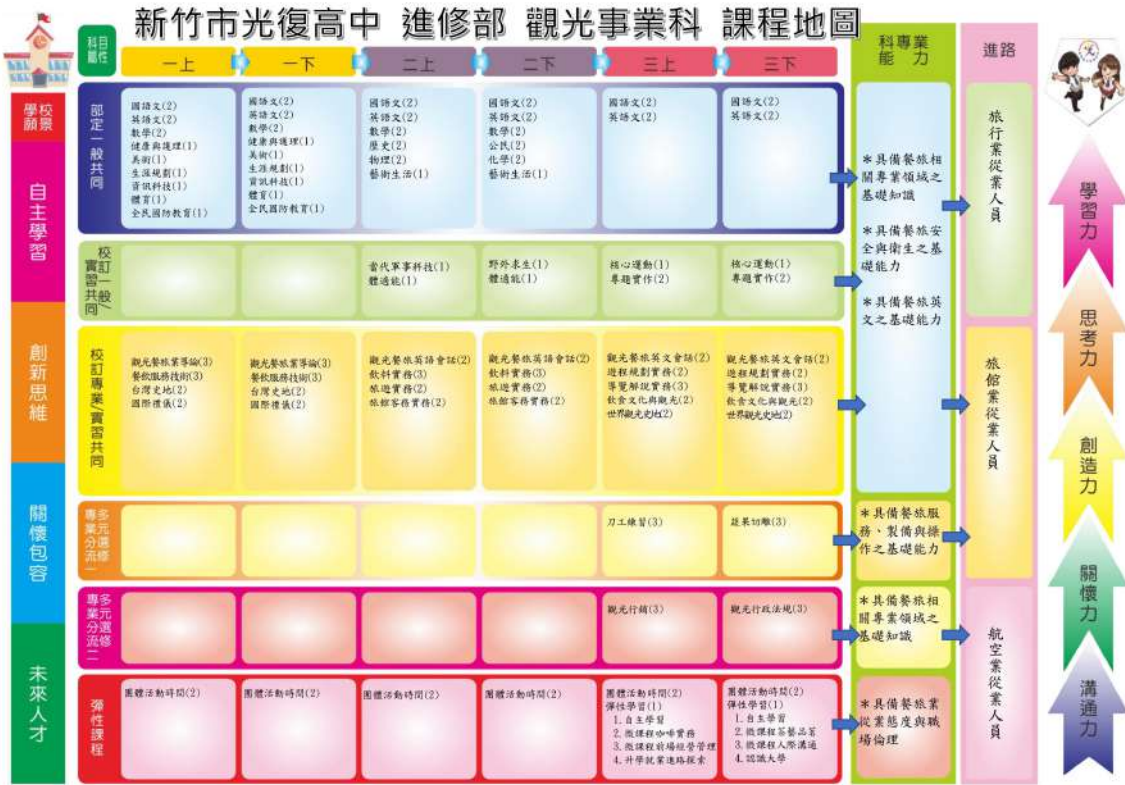 新竹市光復高中 進修部 觀光事業科 課程地圖
科目
屬性
一上
一下
二上
二下
三上
三下
科專業
能 力
進路
學校
願景
自主學習
創新思維
關懷包容
未來人才
部定一般共同
國語文(2)
英語文(2)
數學(2)
健康與護理(1)
美術(1)
生涯規劃(1)
資訊科技(1)
體育(1)
全民國防教育(1)
國語文(2)
英語文(2)
數學(2)
健康與護理(1)
美術(1)
生涯規劃(1)
資訊科技(1)
體育(1)
全民國防教育(1)
國語文(2)
英語文(2)
數學(2)
歷史(2)
物理(2)
藝術生活(1)
國語文(2)
英語文(2)
數學(2)
公民(2)
化學(2)
藝術生活(1)
國語文(2)
英語文(2)
國語文(2)
英語文(2)
校訂一般/
實習共同
當代軍事科技(1)
體適能(1)
野外求生(1)
體適能(1)
核心運動(1)
專題實作(2)
核心運動(1)
專題實作(2)
校訂專業/實習共同
觀光餐旅業導論(3)
餐飲服務技術(3)
台灣史地(2)
國際禮儀(2)
觀光餐旅業導論(3)
餐飲服務技術(3)
台灣史地(2)
國際禮儀(2)
觀光餐旅英語會話(2)
飲料實務(3)
旅遊實務(2)
旅館客務實務(2)
觀光餐旅英語會話(2)
飲料實務(3)
旅遊實務(2)
旅館客務實務(2)
觀光餐旅英文會話(2)
遊程規劃實務(2)
導覽解說實務(3)
飲食文化與觀光(2)
世界觀光史地(2)
觀光餐旅英文會話(2)
遊程規劃實務(2)
導覽解說實務(3)
飲食文化與觀光(2)
世界觀光史地(2)
多元選修
專業分流一
刀工練習(3)
蔬果切雕(3)
多元選修
專業分流二
觀光行銷(3)
觀光行政法規(3)
彈性課程
團體活動時間(2)
團體活動時間(2)
團體活動時間(2)
團體活動時間(2)
團體活動時間(2)
彈性學習(1)
1.自主學習
2.微課程咖啡實務
3.微課程前場經營管理
4.升學就業進路探索
團體活動時間(2)
彈性學習(1)
1.自主學習
2.微課程茶藝品茗
3.微課程人際溝通
4.認識大學
*具備餐旅相
關專業領域之
基礎知識
*具備餐旅安
全與衛生之基
礎能力
*具備餐旅英
文之基礎能力
*具備餐旅服
務、製備與操
作之基礎能力
*具備餐旅相
關專業領域之
基礎知識
*具備餐旅業
從業態度與職
場倫理
旅行業從業人員
旅館業從業人員
航空業從業人員
學習力
思考力
創造力
關懷力
溝通力